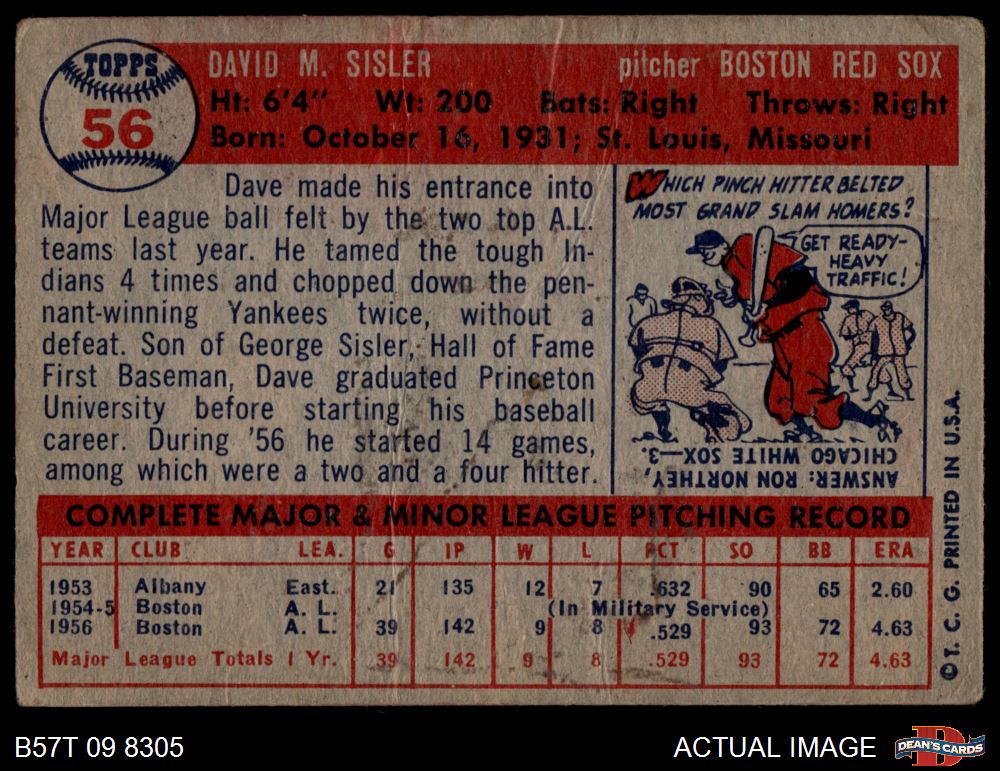 TOPPS
56
DAVID M. SISLER pitcher BOSTON RED SOX
Ht: 6'4" Wt: 200 Bats: Right Throws: Right
Born: October 16, 1931; St. Louis, Missouri
Dave made his entrance into
Major League ball felt by the two top A.L.
teams last year. He tamed the tough In-
dians 4 times and chopped down the pen-
nant-winning Yankees twice, without a
defeat. Son of George Sisler, Hall of Fame
First Baseman, Dave graduated Princeton
University before starting his baseball
career. During '56 he started 14 games,
among which were a two and a four hitter.
WHICH PINCH HITTER BELTED
MOST GRAND SLAM HOMERS?
GET READY-
HEAVY
TRAFFIC!
ANSWER: RON NORTHEY,
CHICAGO WHITE SOX—3.
COMPLETE MAJOR & MINOR LEAGUE PITCHING RECORD
YEAR CLUB LEA. G IP W L PCT SO BB ERA
1953 Albany East. 21 135 12 7 .632 90 65 2.60
1954-5 Boston A. L. (In Military Service)
1956 Boston A. L. 39 142 9 8 .529 93 72 4.63
Major League Totals 1 Yr. 39 142 9 8 .529 93 72 4.63
© T. C. G. PRINTED IN U.S.A.
B57T 09 8305 ACTUAL IMAGE
D
DEAN'S CARDS